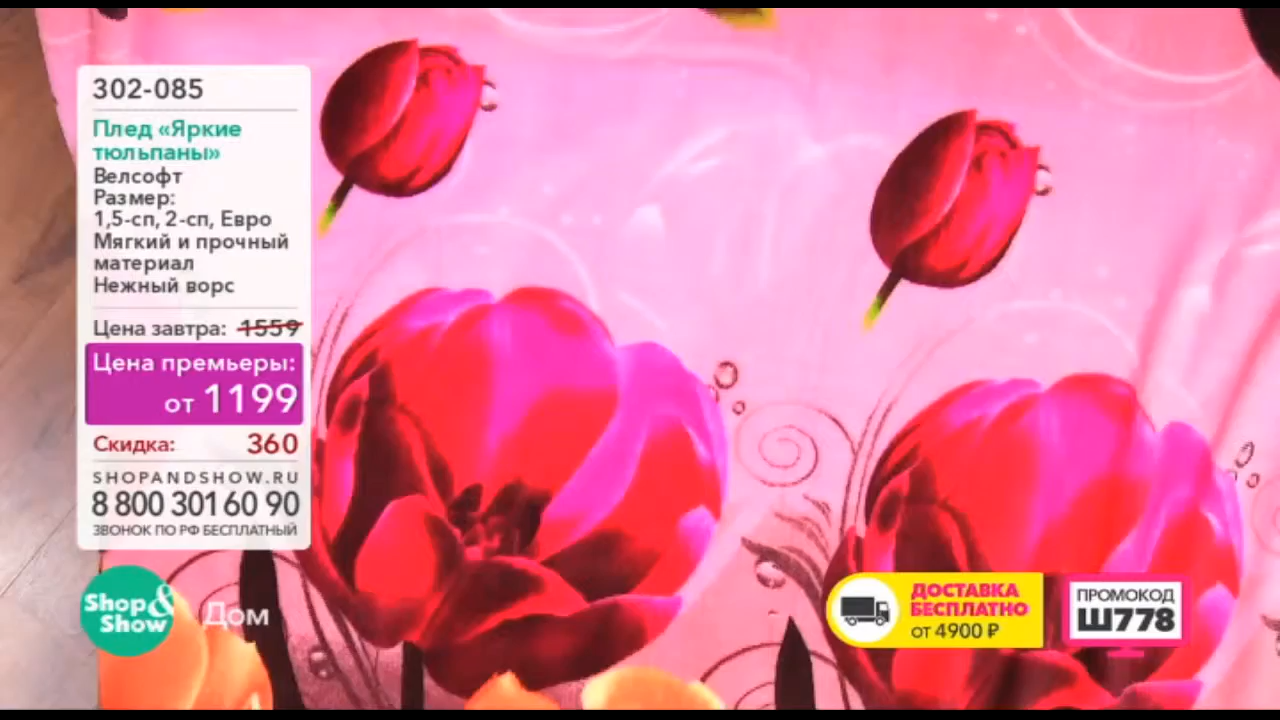 302-085
Плед «Яркие
тюльпаны»
Велсофт
Размер:
1,5-сп, 2-сп, Евро
Мягкий и прочный
материал
Нежный ворс
Цена завтра: 1559
Цена премьеры:
от 1199
Скидка: 360
SHOPANDSHOW.RU
8 800 301 60 90
ЗВОНОК ПО РФ БЕСПЛАТНЫЙ
Shop&
Show
Дом
ДОСТАВКА
БЕСПЛАТНО
от 4900 ₽
ПРОМОКОД
Ш778